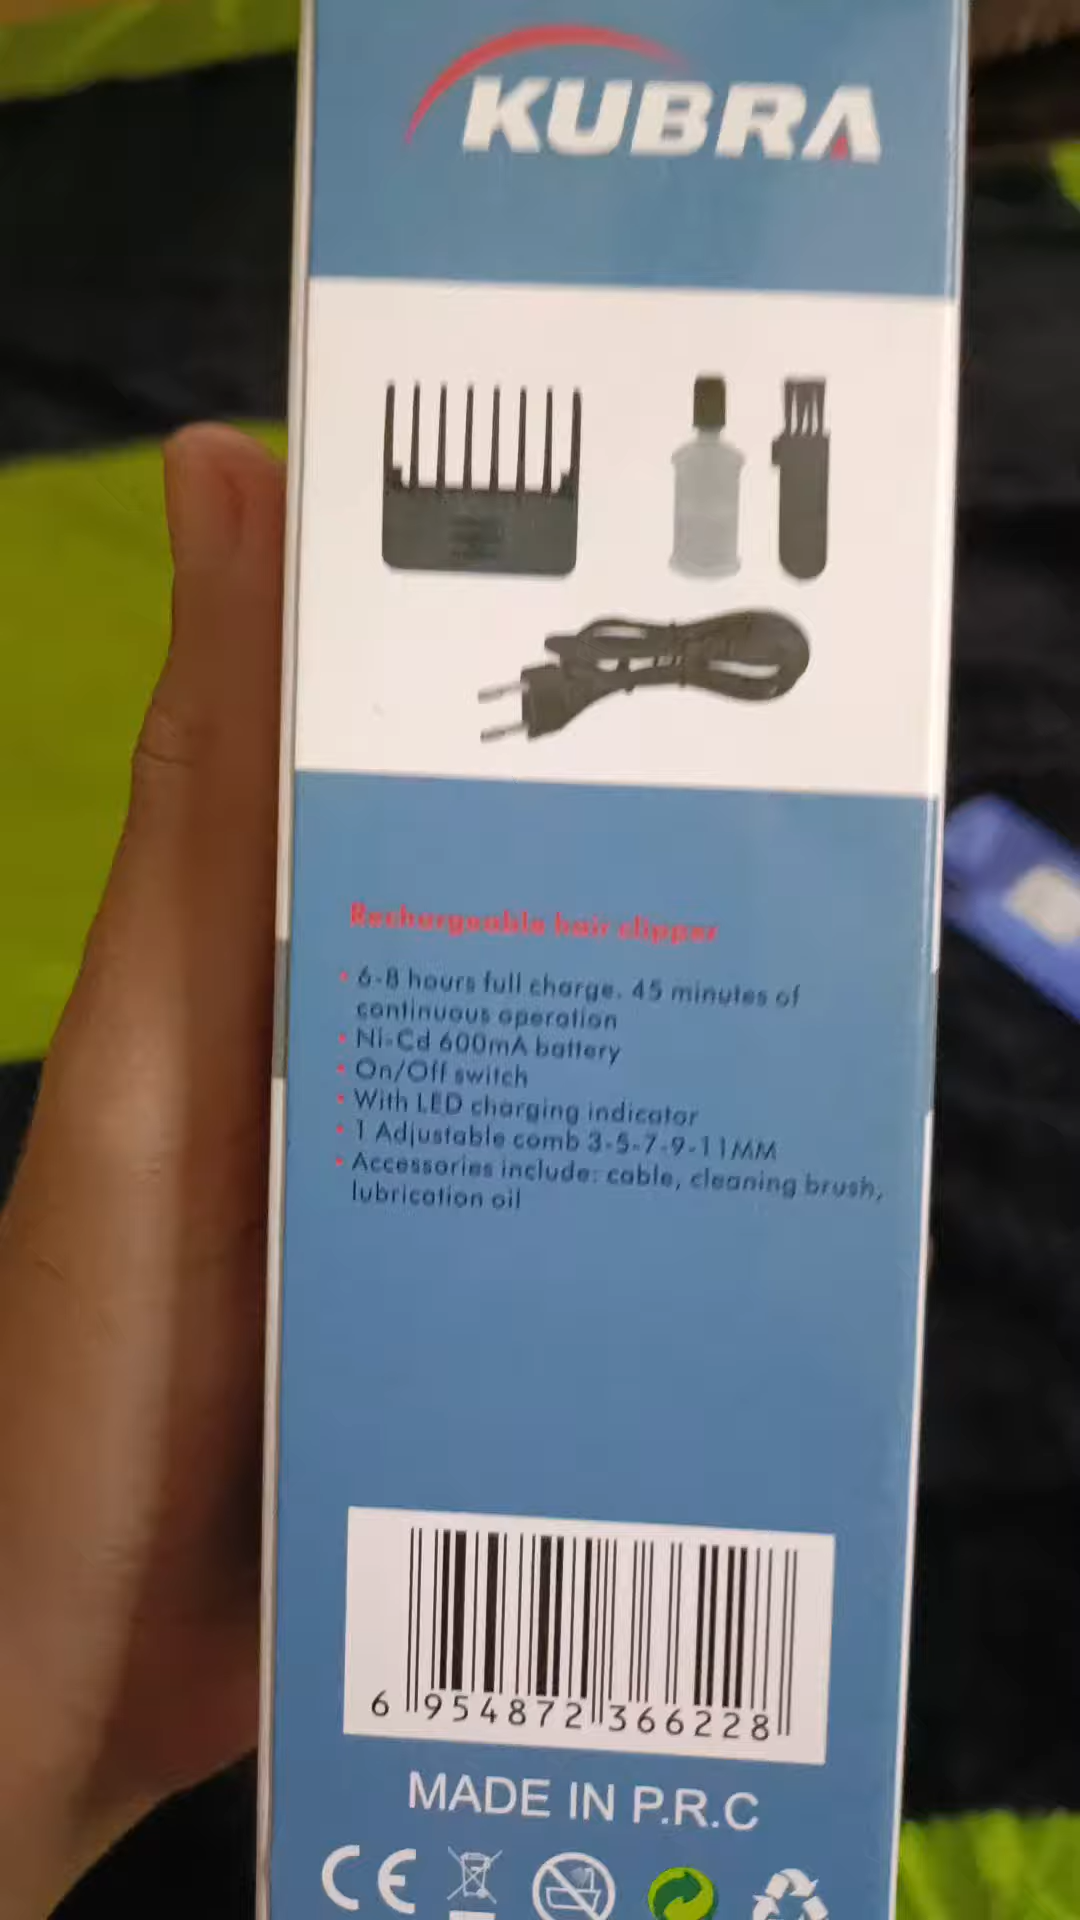 KUBRA
Rechargeable hair clipper
• 6-8 hours full charge. 45 minutes of
continuous operation
• Ni-Cd 600mA battery
• On/Off switch
• With LED charging indicator
• 1 Adjustable comb 3-5-7-9-11MM
• Accessories include: cable, cleaning brush,
lubrication oil
6 954872 366228
MADE IN P.R.C
CE